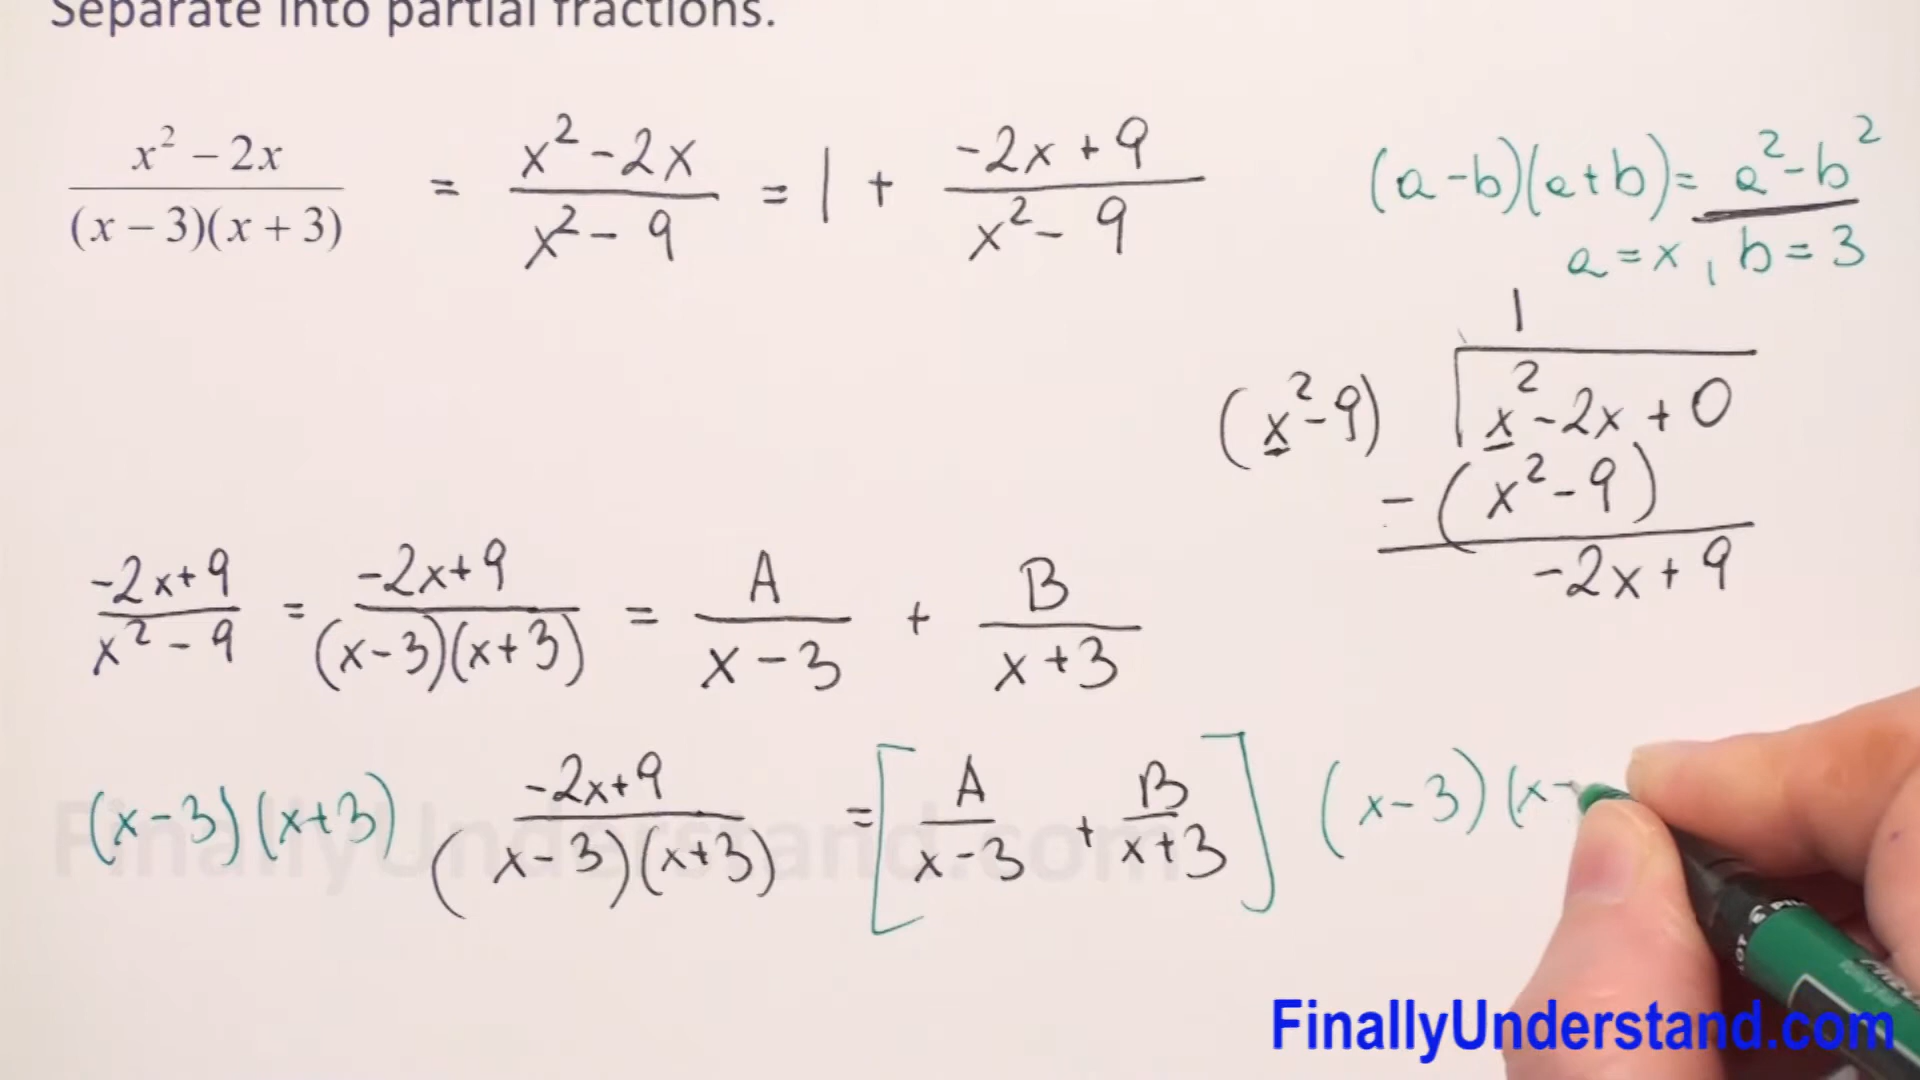 Separate into partial fractions.
(x² − 2x)/((x − 3)(x + 3)) = (x² - 2x)/(x² - 9) = 1 + (-2x + 9)/(x² - 9)
(a - b)(a + b) = a² - b²
a = x, b = 3
1
(x² - 9) x² - 2x + 0
- (x² - 9)
-2x + 9
(-2x + 9)/(x² - 9) = (-2x + 9)/((x - 3)(x + 3)) = A/(x - 3) + B/(x + 3)
(x - 3)(x + 3) (-2x + 9)/((x - 3)(x + 3)) = [A/(x - 3) + B/(x + 3)] (x - 3)(x
FinallyUnderstand.com
FinallyUnderstand.com